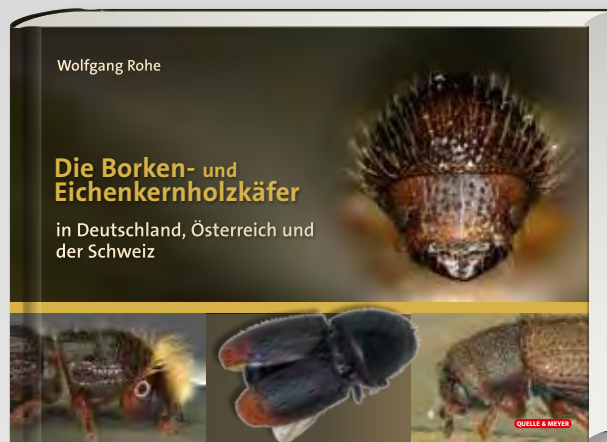 Wolfgang Rohe
Die Borken- und
Eichenkernholzkäfer
in Deutschland, Österreich und
der Schweiz
QUELLE & MEYER